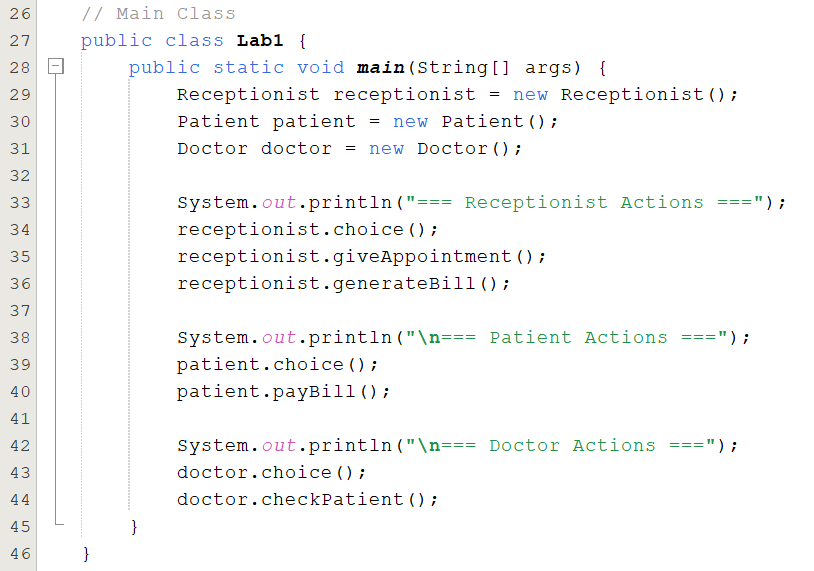 26 // Main Class
27 public class Lab1 {
28 public static void main(String[] args) {
29 Receptionist receptionist = new Receptionist();
30 Patient patient = new Patient();
31 Doctor doctor = new Doctor();
32
33 System.out.println("=== Receptionist Actions ===");
34 receptionist.choice();
35 receptionist.giveAppointment();
36 receptionist.generateBill();
37
38 System.out.println("\n=== Patient Actions ===");
39 patient.choice();
40 patient.payBill();
41
42 System.out.println("\n=== Doctor Actions ===");
43 doctor.choice();
44 doctor.checkPatient();
45 }
46 }